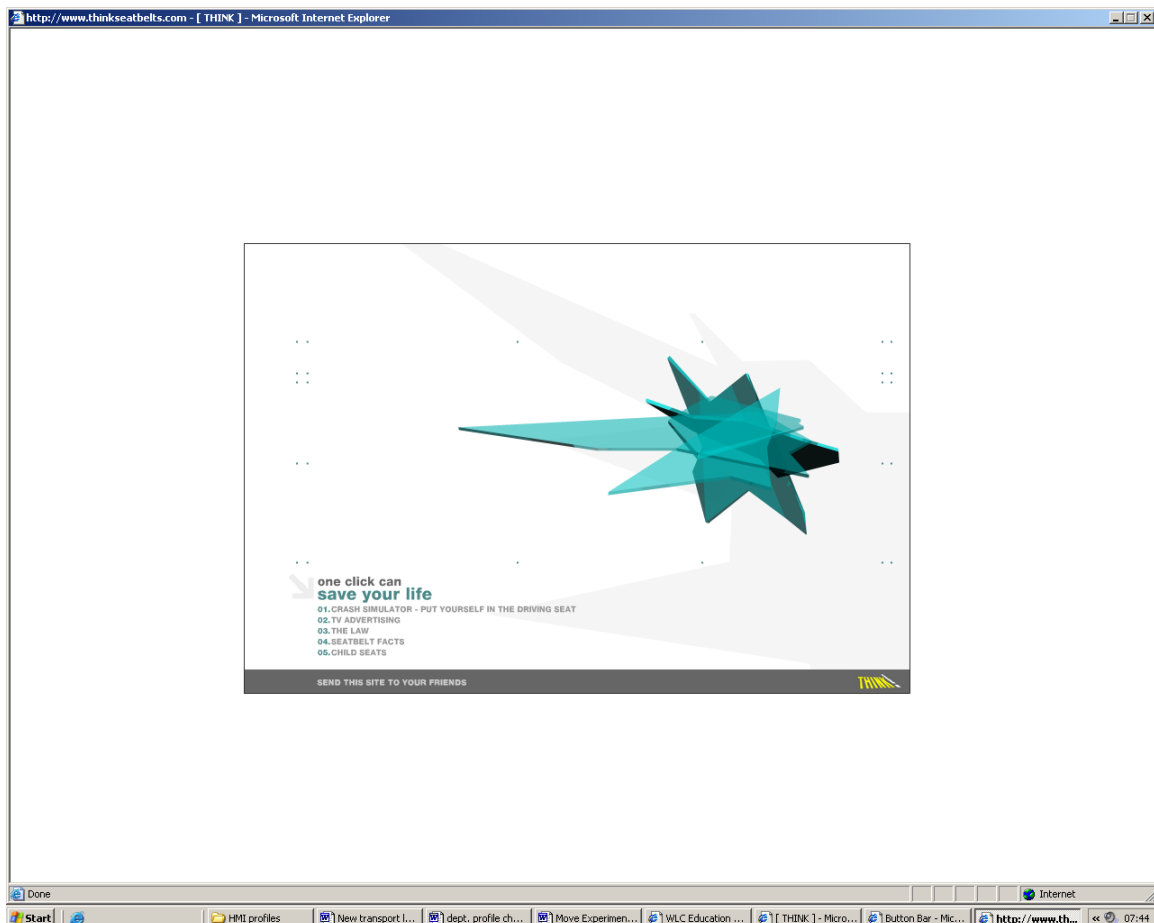 http://www.thinkseatbelts.com - [ THINK ] - Microsoft Internet Explorer
one click can
save your life
01.CRASH SIMULATOR - PUT YOURSELF IN THE DRIVING SEAT
02.TV ADVERTISING
03.THE LAW
04.SEATBELT FACTS
05.CHILD SEATS
SEND THIS SITE TO YOUR FRIENDS
THINK!
Done
Internet
Start
HMI profiles
New transport l...
dept. profile ch...
Move Experimen...
WLC Education ...
[ THINK ] - Micro...
Button Bar - Mic...
http://www.th...
«
07:44